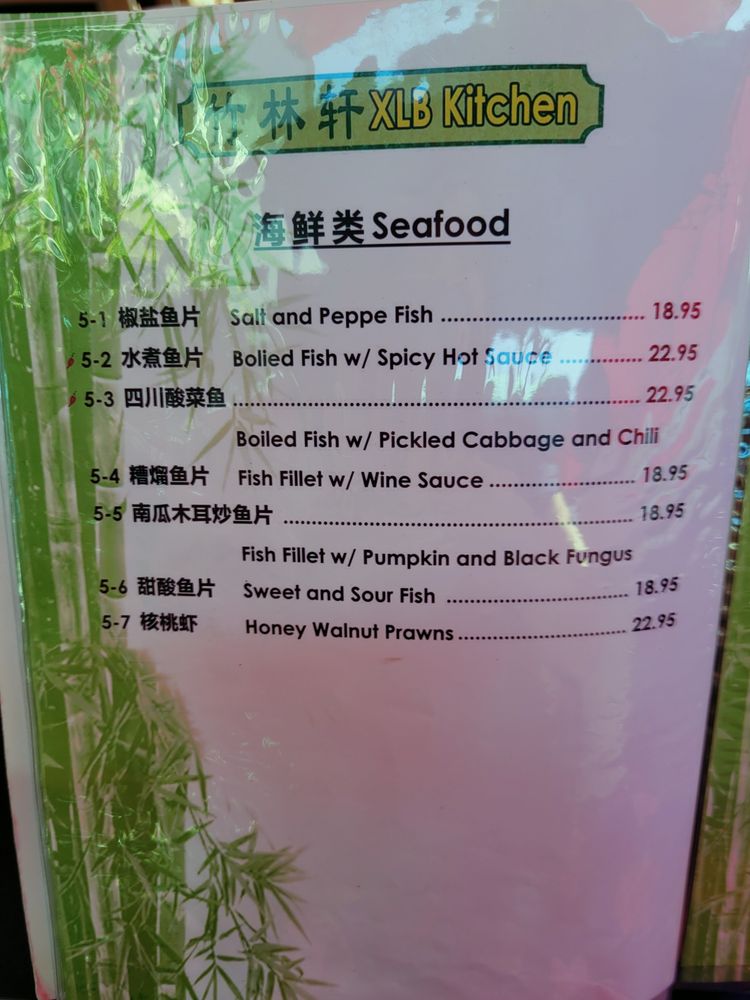 竹林轩 XLB Kitchen
海鲜类 Seafood
5-1 椒盐鱼片 Salt and Peppe Fish ................................ 18.95
5-2 水煮鱼片 Bolied Fish w/ Spicy Hot Sauce ............. 22.95
5-3 四川酸菜鱼 ................................................................ 22.95
Boiled Fish w/ Pickled Cabbage and Chili
5-4 糟熘鱼片 Fish Fillet w/ Wine Sauce ....................... 18.95
5-5 南瓜木耳炒鱼片 ....................................................... 18.95
Fish Fillet w/ Pumpkin and Black Fungus
5-6 甜酸鱼片 Sweet and Sour Fish ............................. 18.95
5-7 核桃虾 Honey Walnut Prawns ........................... 22.95